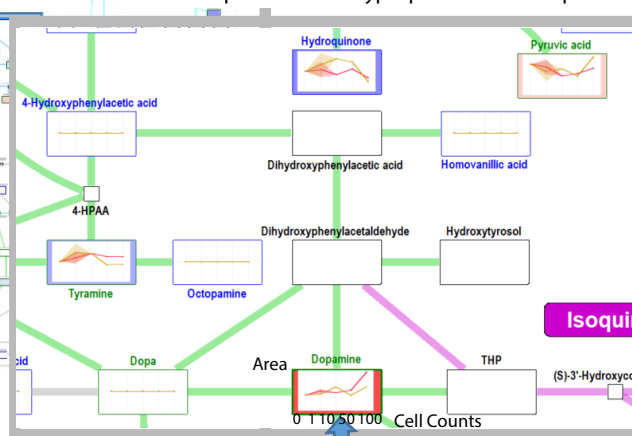 Hydroquinone
Pyruvic acid
4-Hydroxyphenylacetic acid
Dihydroxyphenylacetic acid
Homovanillic acid
4-HPAA
Dihydroxyphenylacetaldehyde
Hydroxytyrosol
Tyramine
Octopamine
Isoqui
cid
Dopa
Area
Dopamine
THP
(S)-3'-Hydroxyco
0 1 10 50 100 Cell Counts